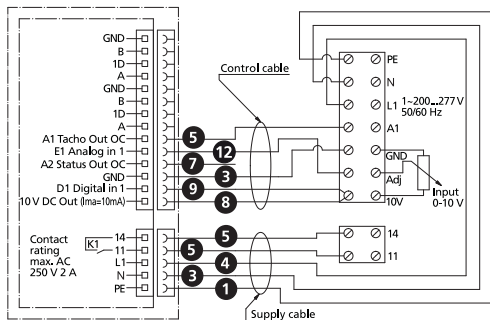 GND
B
1D
A
GND
B
1D
A
A1 Tacho Out OC
E1 Analog in 1
A2 Status Out OC
GND
D1 Digital in 1
10 V DC Out (Ima=10mA)
5
12
7
3
9
8
Control cable
PE
N
L1
1~200...277 V
50/60 Hz
A1
GND
Adj
10V
Input
0-10 V
Contact
rating
max. AC
250 V 2 A
K1
14
11
L1
N
PE
5
5
4
3
1
14
11
Supply cable